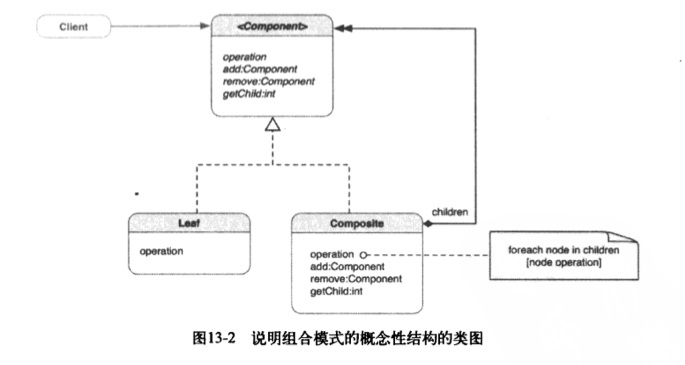 Client
<Component>
operation
add:Component
remove:Component
getChild:int
children
Leaf
operation
Composite
operation
add:Component
remove:Component
getChild:int
foreach node in children
[node operation]
图13-2 说明组合模式的概念性结构的类图